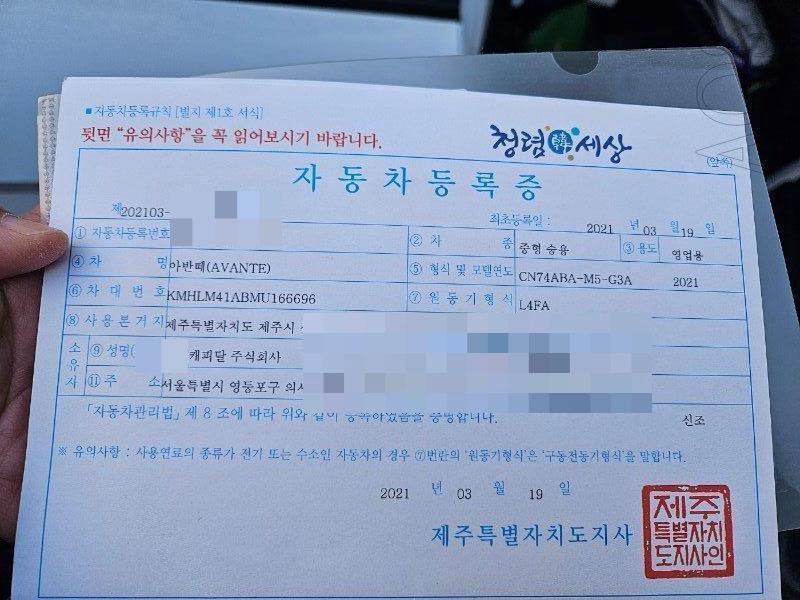 ■ 자동차등록규칙 [별지 제1호 서식]
뒷면 "유의사항"을 꼭 읽어보시기 바랍니다.
청렴 韓 세상
(앞쪽)
자동차등록증
제202103-
최초등록일 : 2021 년 03 월 19 일
① 자동차등록번호 ② 차 종 중형 승용 ③ 용도 영업용
④ 차 명 아반떼(AVANTE) ⑤ 형식 및 모델연도 CN74ABA-M5-G3A 2021
⑥ 차대번호 KMHLM41ABMU166696 ⑦ 원동기형식 L4FA
⑧ 사용본거지 제주특별자치도 제주시
소유자 ⑨ 성명( 캐피탈 주식회사
⑪ 주 소 서울특별시 영등포구 의사
「자동차관리법」 제 8 조에 따라 위와 같이 등록하였음을 증명합니다.
신조
※ 유의사항 : 사용연료의 종류가 전기 또는 수소인 자동차의 경우 ⑦번란의 '원동기형식'은 '구동전동기형식'을 말합니다.
2021 년 03 월 19 일
제주특별자치도지사
제주
특별자치
도지사인